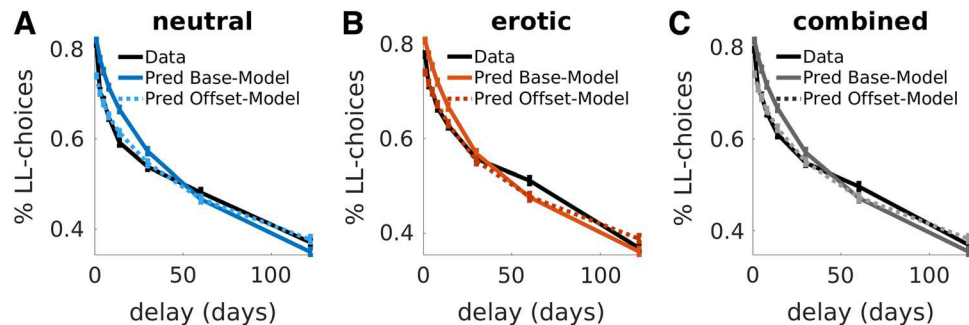 A neutral
% LL-choices
0.8
0.6
0.4
Data
Pred Base-Model
Pred Offset-Model
0 50 100
delay (days)
B erotic
% LL-choices
0.8
0.6
0.4
Data
Pred Base-Model
Pred Offset-Model
0 50 100
delay (days)
C combined
% LL-choices
0.8
0.6
0.4
Data
Pred Base-Model
Pred Offset-Model
0 50 100
delay (days)